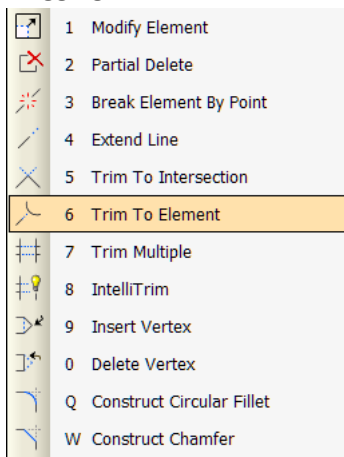 1 Modify Element
2 Partial Delete
3 Break Element By Point
4 Extend Line
5 Trim To Intersection
6 Trim To Element
7 Trim Multiple
8 IntelliTrim
9 Insert Vertex
0 Delete Vertex
Q Construct Circular Fillet
W Construct Chamfer